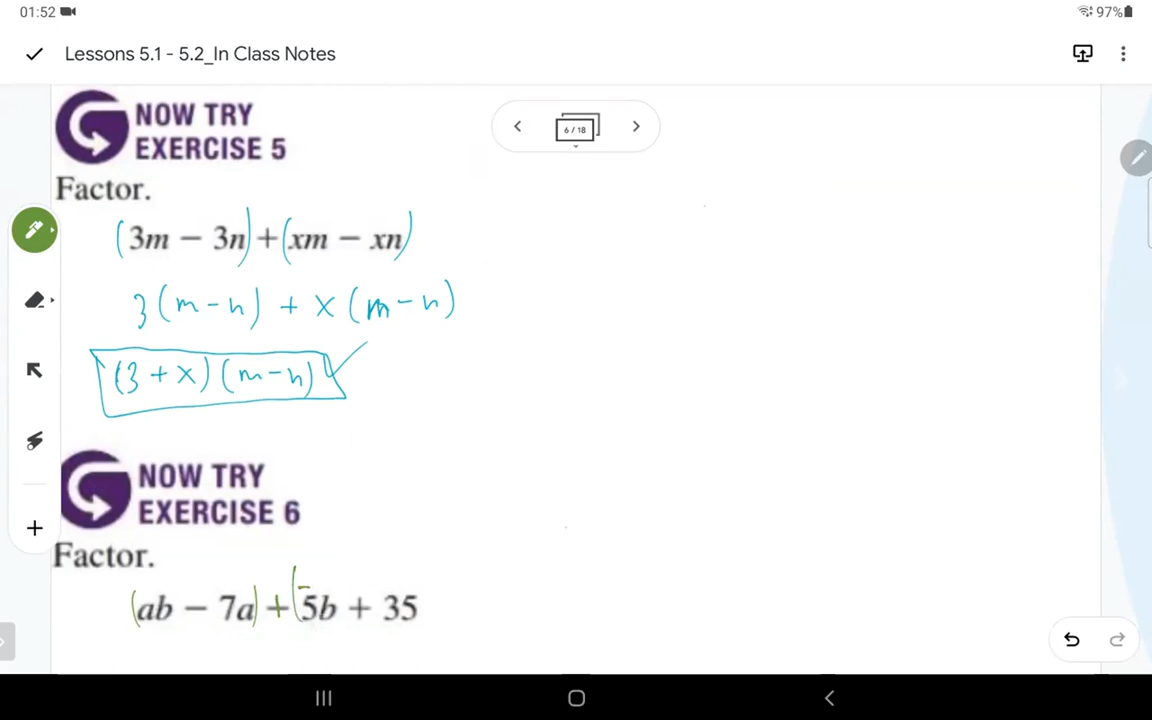 01:52 97%
Lessons 5.1 - 5.2_In Class Notes
NOW TRY
EXERCISE 5
6 / 18
Factor.
(3m − 3n)+(xm − xn)
3(m-n) + x(m-n)
(3+x)(m-n)
NOW TRY
EXERCISE 6
Factor.
(ab − 7a)+(-5b + 35